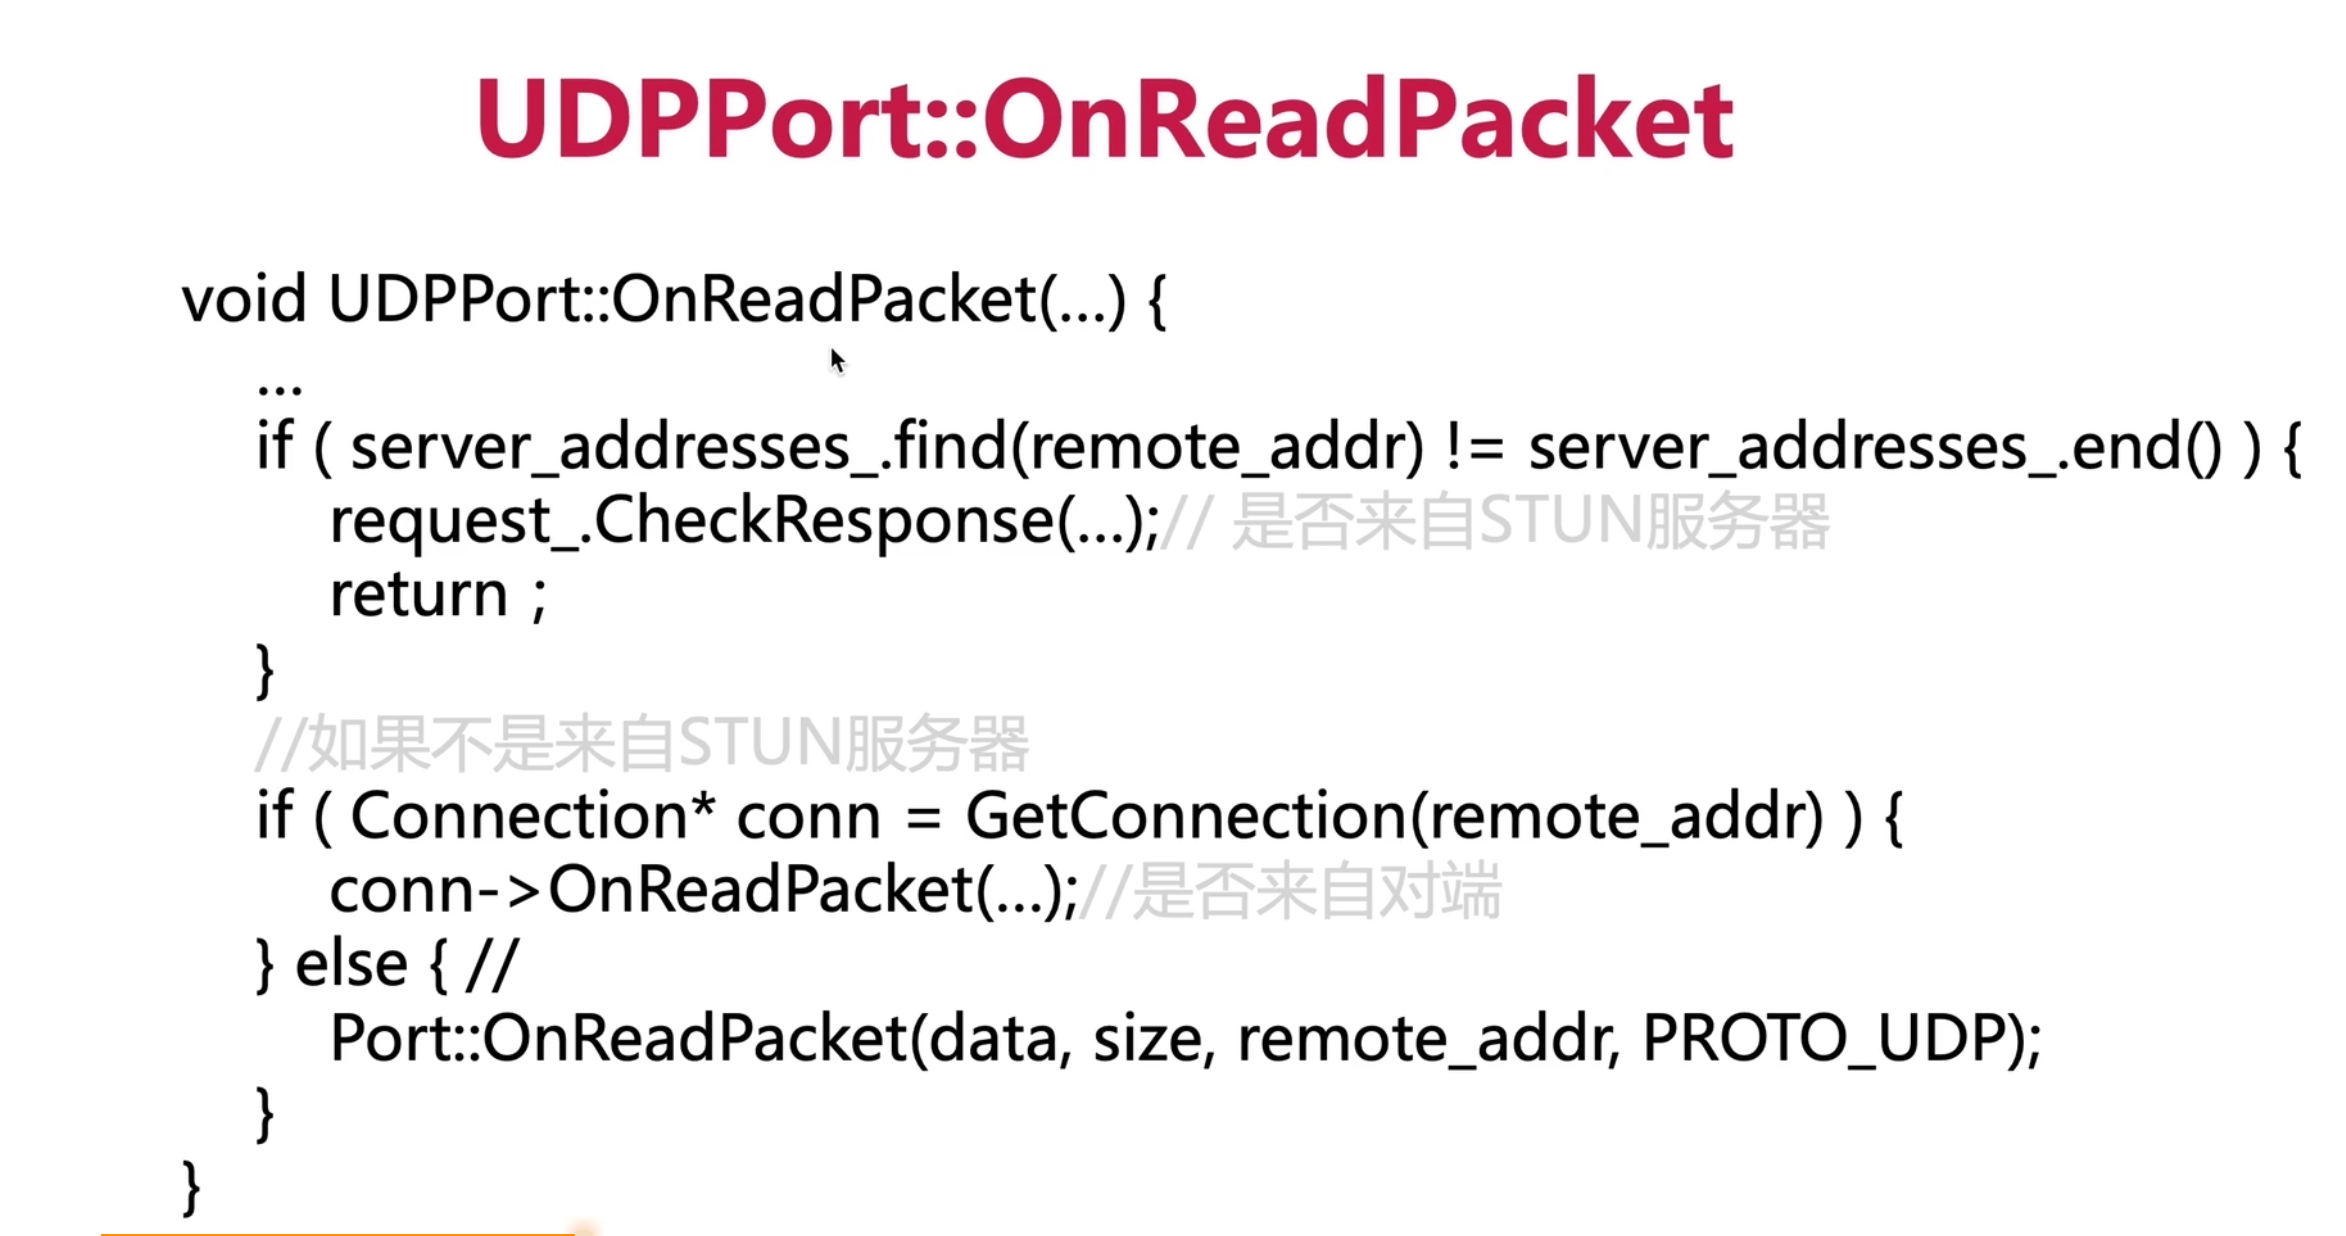 UDPPort::OnReadPacket
void UDPPort::OnReadPacket(...) {
...
if ( server_addresses_.find(remote_addr) != server_addresses_.end() ) {
request_.CheckResponse(...);// 是否来自STUN服务器
return ;
}
//如果不是来自STUN服务器
if ( Connection* conn = GetConnection(remote_addr) ) {
conn->OnReadPacket(...);//是否来自对端
} else { //
Port::OnReadPacket(data, size, remote_addr, PROTO_UDP);
}
}